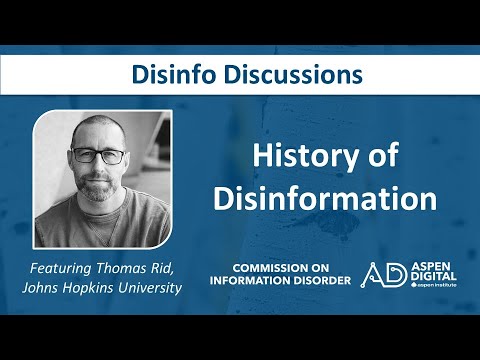 Disinfo Discussions
History of
Disinformation
Featuring Thomas Rid,
Johns Hopkins University
COMMISSION ON
INFORMATION DISORDER
AD ASPEN
DIGITAL
aspen institute